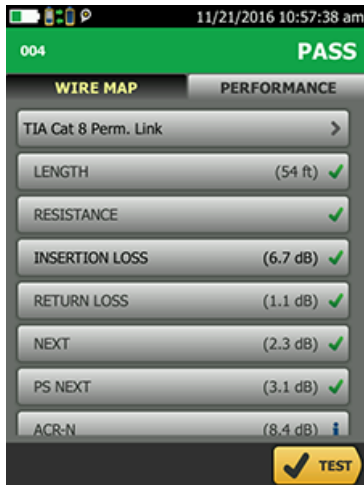 11/21/2016 10:57:38 am
004
PASS
WIRE MAP
PERFORMANCE
TIA Cat 8 Perm. Link
LENGTH (54 ft)
RESISTANCE
INSERTION LOSS (6.7 dB)
RETURN LOSS (1.1 dB)
NEXT (2.3 dB)
PS NEXT (3.1 dB)
ACR-N (8.4 dB) i
TEST